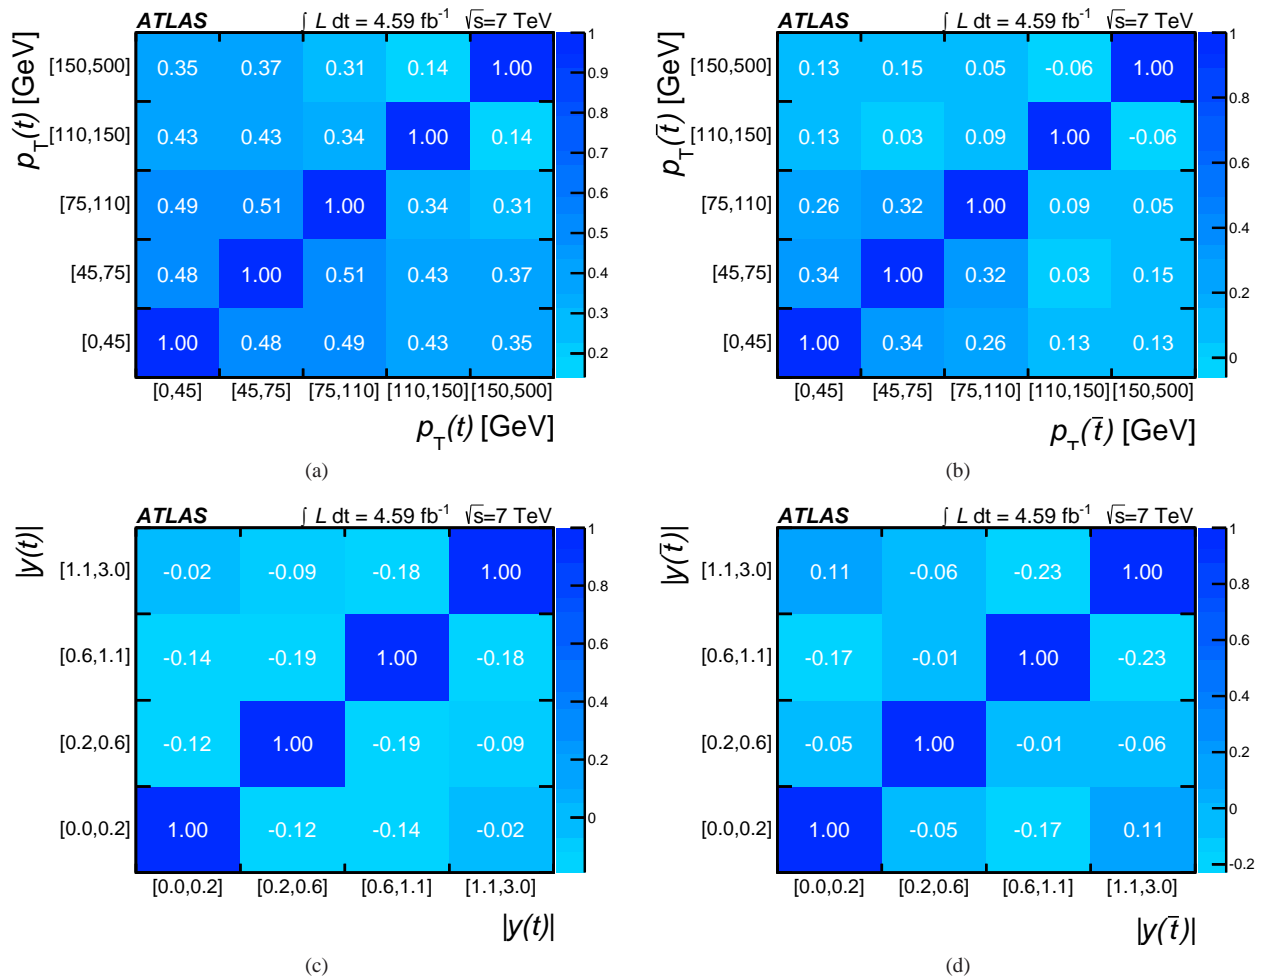 ATLAS ∫ L dt = 4.59 fb⁻¹ √s=7 TeV
p_T(t) [GeV]
[150,500] 0.35 0.37 0.31 0.14 1.00
[110,150] 0.43 0.43 0.34 1.00 0.14
[75,110] 0.49 0.51 1.00 0.34 0.31
[45,75] 0.48 1.00 0.51 0.43 0.37
[0,45] 1.00 0.48 0.49 0.43 0.35
[0,45] [45,75] [75,110] [110,150] [150,500]
p_T(t) [GeV]
1
0.9
0.8
0.7
0.6
0.5
0.4
0.3
0.2
(a)
ATLAS ∫ L dt = 4.59 fb⁻¹ √s=7 TeV
p_T(t̄) [GeV]
[150,500] 0.13 0.15 0.05 -0.06 1.00
[110,150] 0.13 0.03 0.09 1.00 -0.06
[75,110] 0.26 0.32 1.00 0.09 0.05
[45,75] 0.34 1.00 0.32 0.03 0.15
[0,45] 1.00 0.34 0.26 0.13 0.13
[0,45] [45,75] [75,110] [110,150] [150,500]
p_T(t̄) [GeV]
1
0.8
0.6
0.4
0.2
0
(b)
ATLAS ∫ L dt = 4.59 fb⁻¹ √s=7 TeV
|y(t)|
[1.1,3.0] -0.02 -0.09 -0.18 1.00
[0.6,1.1] -0.14 -0.19 1.00 -0.18
[0.2,0.6] -0.12 1.00 -0.19 -0.09
[0.0,0.2] 1.00 -0.12 -0.14 -0.02
[0.0,0.2] [0.2,0.6] [0.6,1.1] [1.1,3.0]
|y(t)|
1
0.8
0.6
0.4
0.2
0
(c)
ATLAS ∫ L dt = 4.59 fb⁻¹ √s=7 TeV
|y(t̄)|
[1.1,3.0] 0.11 -0.06 -0.23 1.00
[0.6,1.1] -0.17 -0.01 1.00 -0.23
[0.2,0.6] -0.05 1.00 -0.01 -0.06
[0.0,0.2] 1.00 -0.05 -0.17 0.11
[0.0,0.2] [0.2,0.6] [0.6,1.1] [1.1,3.0]
|y(t̄)|
1
0.8
0.6
0.4
0.2
0
-0.2
(d)